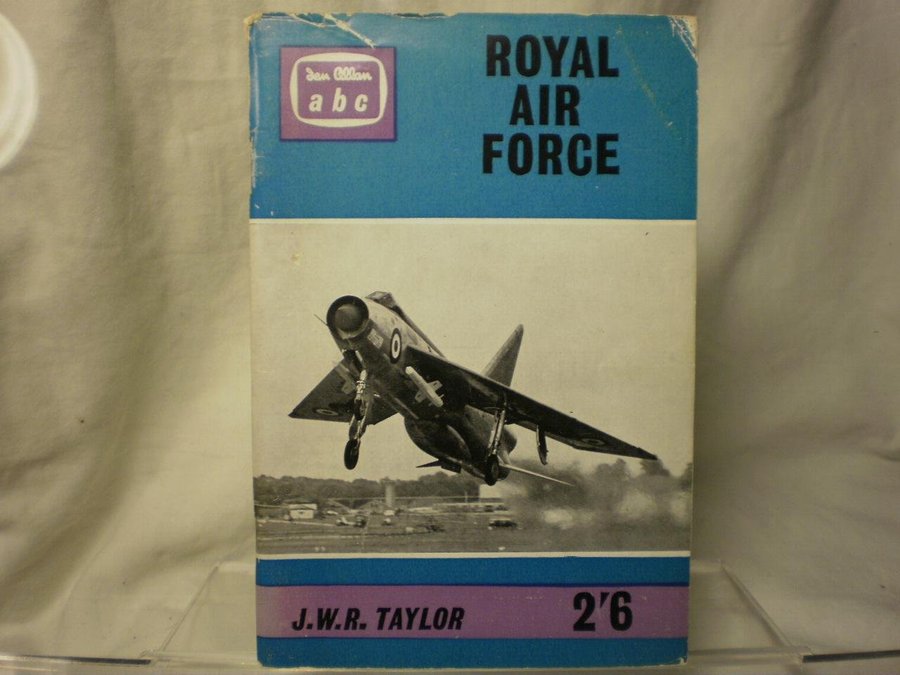 Ian Allan
abc
ROYAL
AIR
FORCE
J.W.R. TAYLOR
2'6